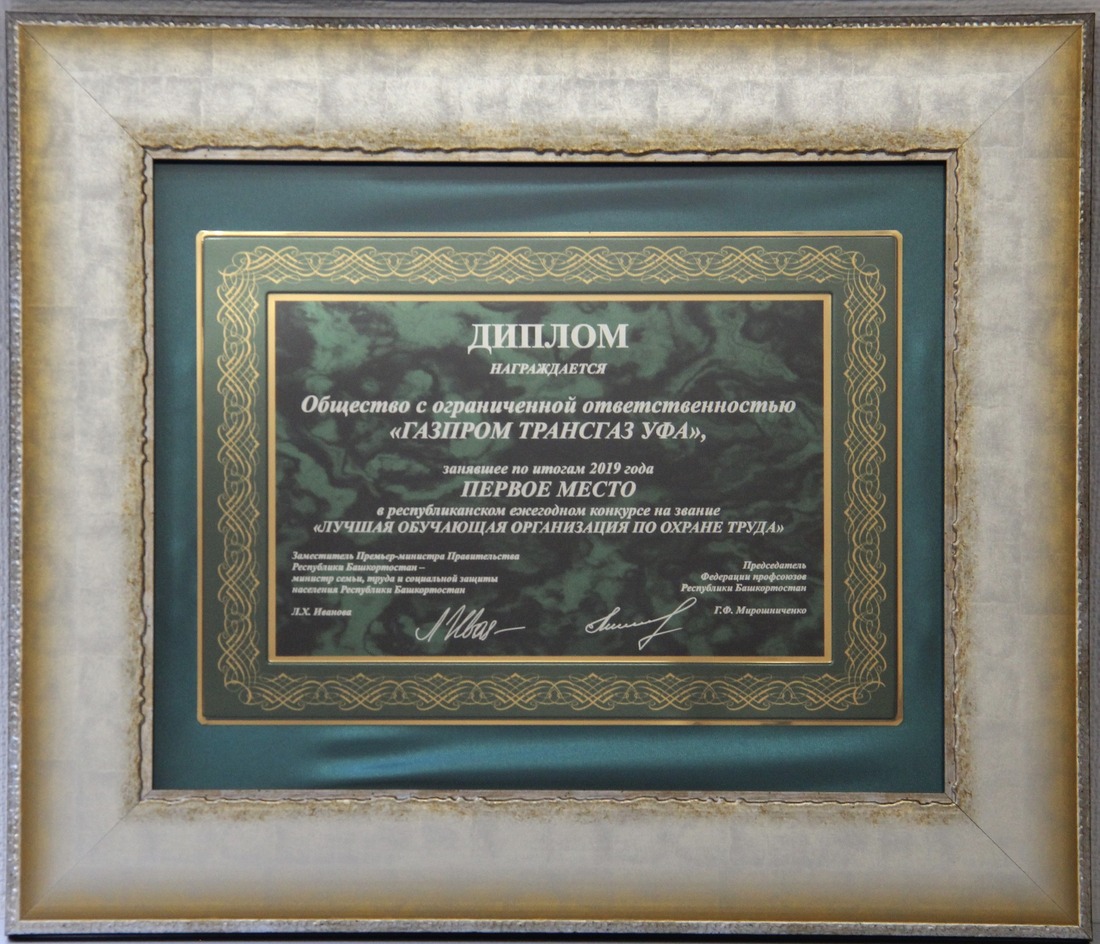 ДИПЛОМ
НАГРАЖДАЕТСЯ
Общество с ограниченной ответственностью
«ГАЗПРОМ ТРАНСГАЗ УФА»,
занявшее по итогам 2019 года
ПЕРВОЕ МЕСТО
в республиканском ежегодном конкурсе на звание
«ЛУЧШАЯ ОБУЧАЮЩАЯ ОРГАНИЗАЦИЯ ПО ОХРАНЕ ТРУДА»
Заместитель Премьер-министра Правительства
Республики Башкортостан –
министр семьи, труда и социальной защиты
населения Республики Башкортостан
Л.Х. Иванова
Председатель
Федерации профсоюзов
Республики Башкортостан
Г.Ф. Мирошниченко